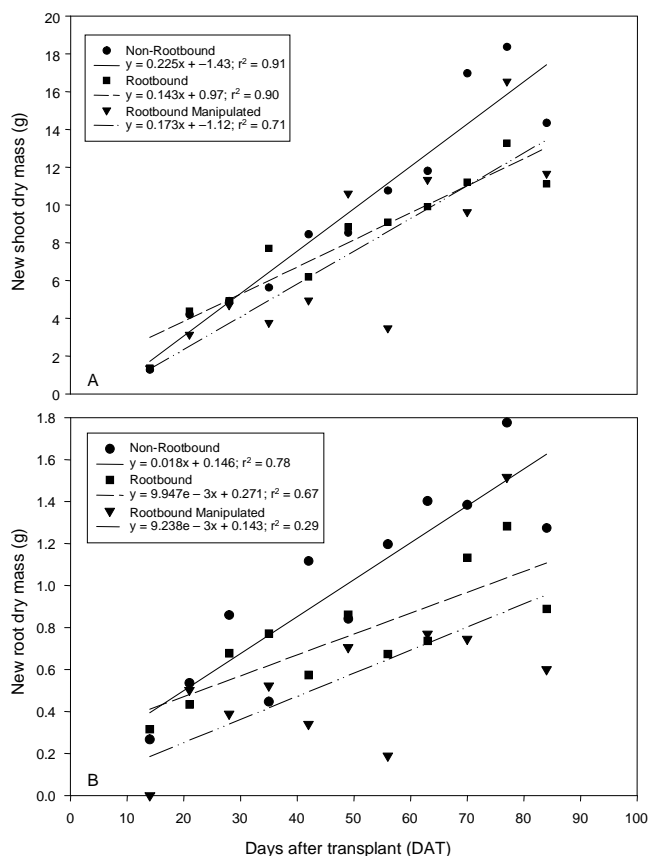 20
18
16
14
12
10
8
6
4
2
0
New shoot dry mass (g)
Non-Rootbound
y = 0.225x + −1.43; r² = 0.91
Rootbound
y = 0.143x + 0.97; r² = 0.90
Rootbound Manipulated
y = 0.173x + −1.12; r² = 0.71
A
1.8
1.6
1.4
1.2
1.0
0.8
0.6
0.4
0.2
0.0
New root dry mass (g)
Non-Rootbound
y = 0.018x + 0.146; r² = 0.78
Rootbound
y = 9.947e − 3x + 0.271; r² = 0.67
Rootbound Manipulated
y = 9.238e − 3x + 0.143; r² = 0.29
B
0 10 20 30 40 50 60 70 80 90 100
Days after transplant (DAT)